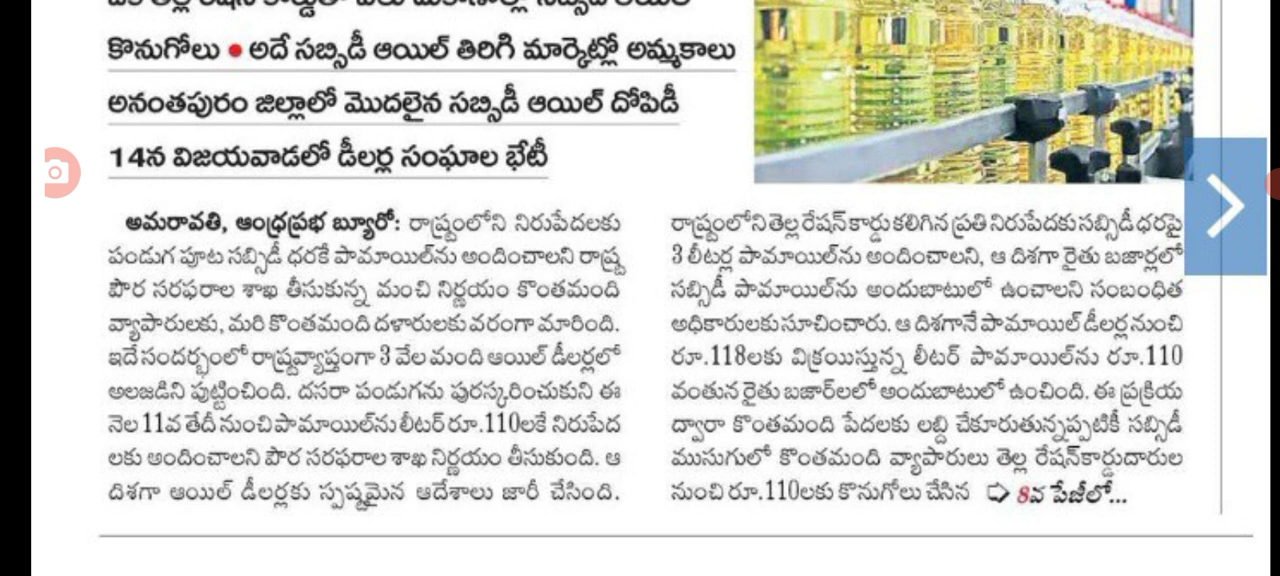 కొనుగోలు • అదే సబ్సిడీ ఆయిల్ తిరిగి మార్కెట్లో అమ్మకాలు
అనంతపురం జిల్లాలో మొదలైన సబ్సిడీ ఆయిల్ దోపిడీ
14న విజయవాడలో డీలర్ల సంఘాల భేటీ
అమరావతి, ఆంధ్రప్రభ బ్యూరో: రాష్ట్రంలోని నిరుపేదలకు
పండుగ పూట సబ్సిడీ ధరకే పామాయిల్‌ను అందించాలని రాష్ట్ర
పౌర సరఫరాల శాఖ తీసుకున్న మంచి నిర్ణయం కొంతమంది
వ్యాపారులకు, మరి కొంతమంది దళారులకు వరంగా మారింది.
ఇదే సందర్భంలో రాష్ట్రవ్యాప్తంగా 3 వేల మంది ఆయిల్ డీలర్లలో
అలజడిని పుట్టించింది. దసరా పండుగను పురస్కరించుకుని ఈ
నెల 11వ తేదీ నుంచి పామాయిల్‌ను లీటర్ రూ.110లకే నిరుపేద
లకు అందించాలని పౌర సరఫరాల శాఖ నిర్ణయం తీసుకుంది. ఆ
దిశగా ఆయిల్ డీలర్లకు స్పష్టమైన ఆదేశాలు జారీ చేసింది.
రాష్ట్రంలోని తెల్ల రేషన్ కార్డు కలిగిన ప్రతి నిరుపేదకు సబ్సిడీ ధరపై
3 లీటర్ల పామాయిల్‌ను అందించాలని, ఆ దిశగా రైతు బజార్లలో
సబ్సిడీ పామాయిల్‌ను అందుబాటులో ఉంచాలని సంబంధిత
అధికారులకు సూచించారు. ఆ దిశగానే పామాయిల్ డీలర్ల నుంచి
రూ.118లకు విక్రయిస్తున్న లీటర్ పామాయిల్‌ను రూ.110
వంతున రైతు బజార్‌లలో అందుబాటులో ఉంచింది. ఈ ప్రక్రియ
ద్వారా కొంతమంది పేదలకు లబ్ది చేకూరుతున్నప్పటికీ సబ్సిడీ
ముసుగులో కొంతమంది వ్యాపారులు తెల్ల రేషన్‌కార్డుదారుల
నుంచి రూ.110లకు కొనుగోలు చేసిన ➩ 8వ పేజీలో...